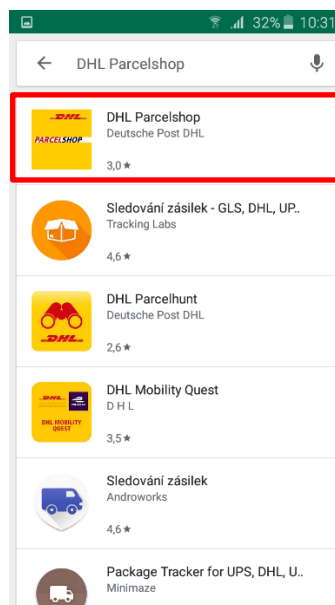 32% 10:31
DHL Parcelshop
DHL
PARCELSHOP
DHL Parcelshop
Deutsche Post DHL
3,0★
Sledování zásilek - GLS, DHL, UP..
Tracking Labs
4,6★
DHL Parcelhunt
Deutsche Post DHL
DHL
2,6★
DHL Mobility Quest
D H L
DHL
DHL MOBILITY
QUEST
3,5★
Sledování zásilek
Androworks
4,6★
Package Tracker for UPS, DHL, U..
Minimaze